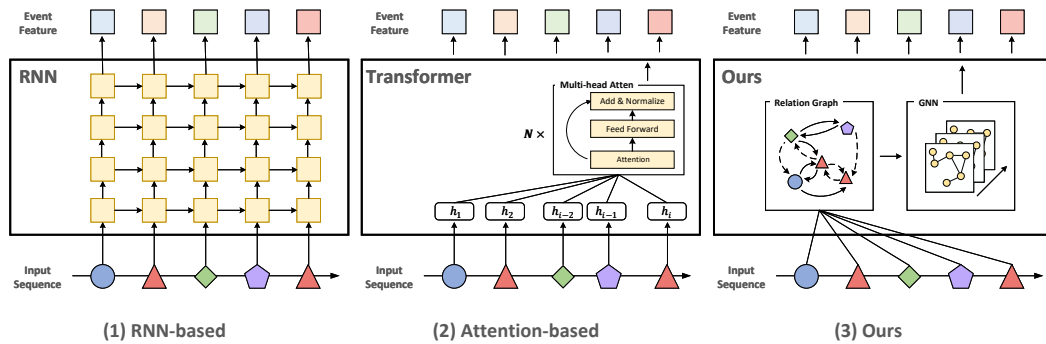 Event
Feature
RNN
Input
Sequence
(1) RNN-based
Event
Feature
Transformer
Multi-head Atten
Add & Normalize
Feed Forward
Attention
N ×
h₁
h₂
hᵢ₋₂
hᵢ₋₁
hᵢ
Input
Sequence
(2) Attention-based
Event
Feature
Ours
Relation Graph
GNN
Input
Sequence
(3) Ours